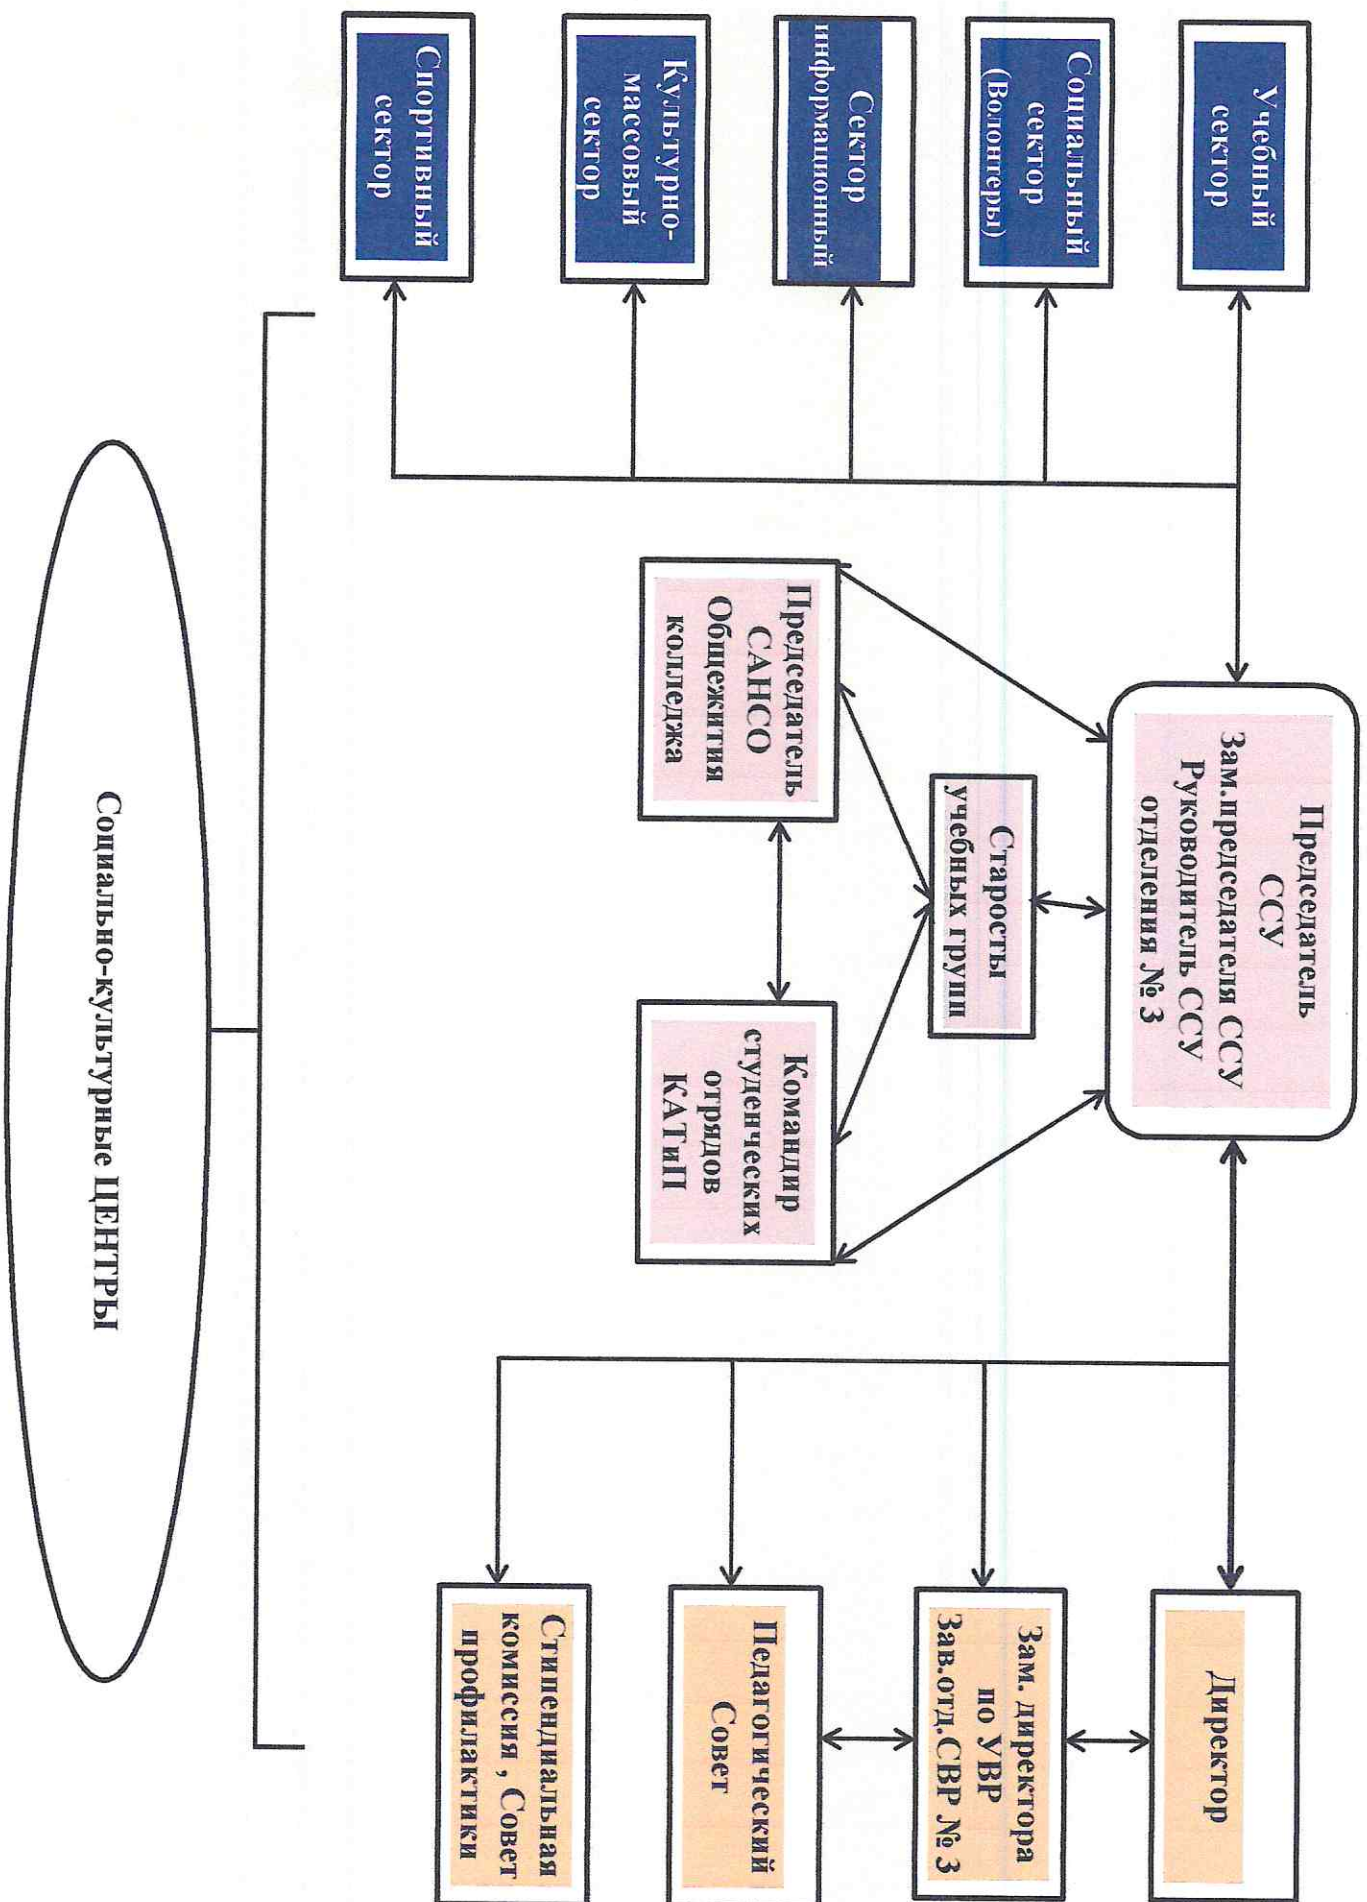 Учебный
сектор
Социальный
сектор
(Волонтеры)
Сектор
информационный
Культурно-
массовый
сектор
Спортивный
сектор
Председатель
ССУ
Зам.председателя ССУ
Руководитель ССУ
отделения № 3
Старосты
учебных групп
Председатель
САНСО
Общежития
колледжа
Командир
студенческих
отрядов
КАТиП
Директор
Зам. директора
по УВР
Зав.отд.СВР № 3
Педагогический
Совет
Стипендиальная
комиссия , Совет
профилактики
Социально-культурные ЦЕНТРЫ